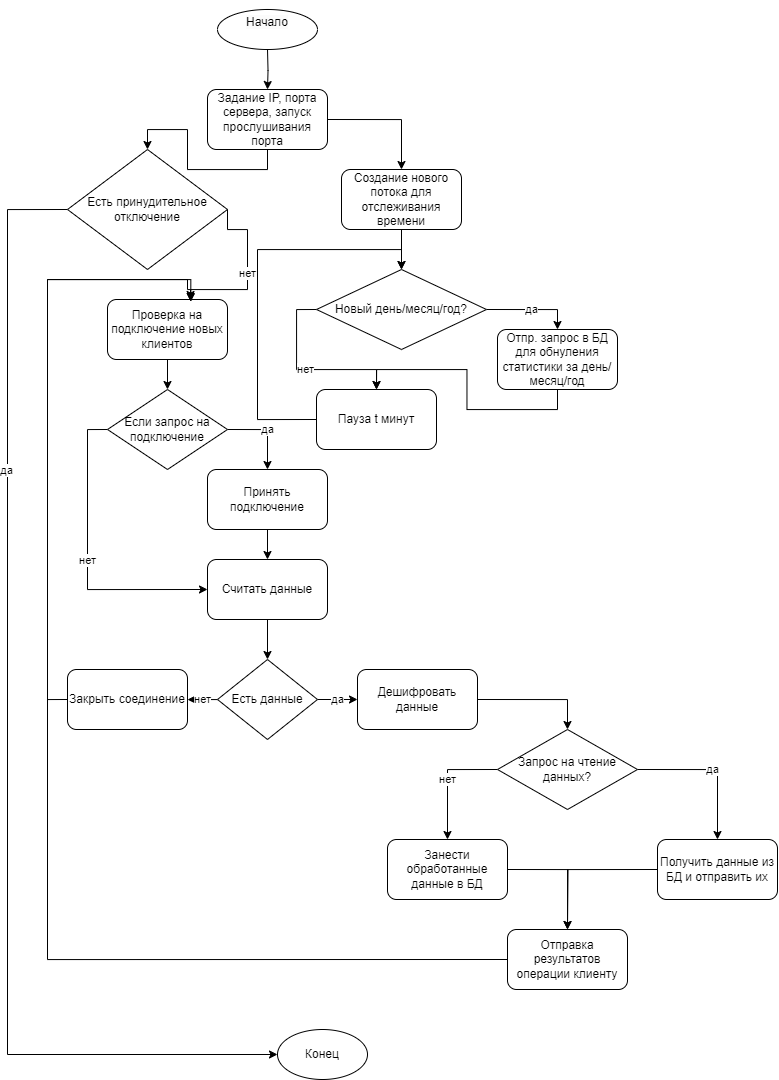 Начало
Задание IP, порта
сервера, запуск
прослушивания
порта
Создание нового
потока для
отслеживания
времени
Есть принудительное
отключение
нет
Новый день/месяц/год?
да
Отпр. запрос в БД
для обнуления
статистики за день/
месяц/год
нет
Пауза t минут
Проверка на
подключение новых
клиентов
Если запрос на
подключение
да
да
Принять
подключение
нет
Считать данные
Закрыть соединение
нет
Есть данные
да
Дешифровать
данные
Запрос на чтение
данных?
нет
да
Занести
обработанные
данные в БД
Получить данные из
БД и отправить их
Отправка
результатов
операции клиенту
Конец